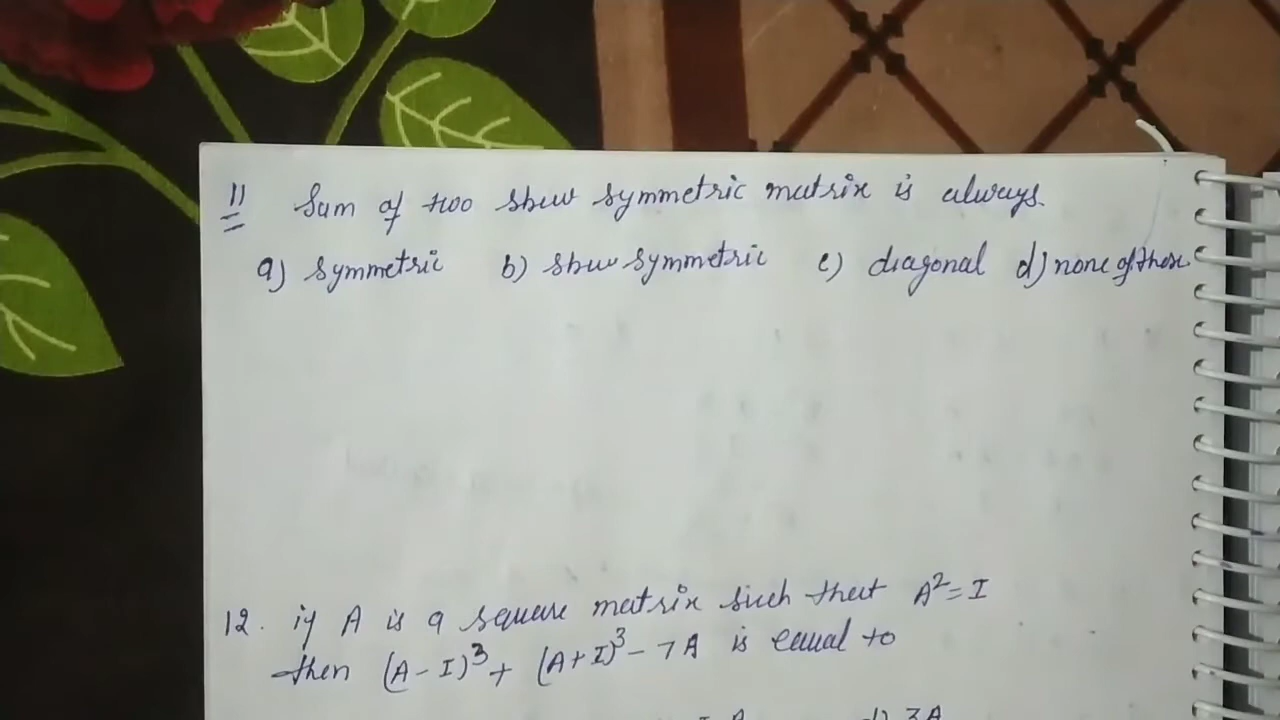 11 Sum of two skew symmetric matrix is always.
a) symmetric b) skew symmetric c) diagonal d) none of these.
12. if A is a square matrix such that A²=I
then (A-I)³+ (A+I)³-7A is equal to
I A d) 3A